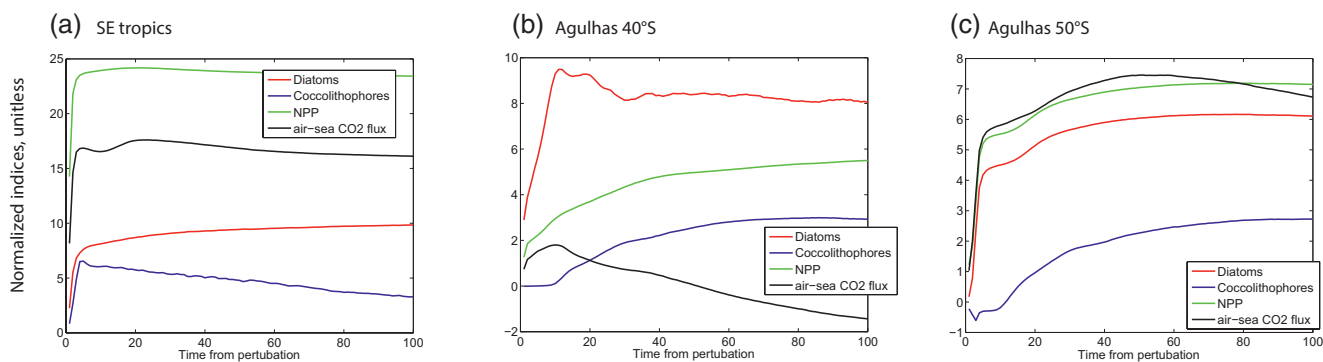 (a) SE tropics
Normalized indices, unitless
25
20
15
10
5
0
0 20 40 60 80 100
Time from pertubation
Diatoms
Coccolithophores
NPP
air-sea CO2 flux
(b) Agulhas 40°S
10
8
6
4
2
0
−2
0 20 40 60 80 100
Time from pertubation
Diatoms
Coccolithophores
NPP
air-sea CO2 flux
(c) Agulhas 50°S
8
7
6
5
4
3
2
1
0
−1
0 20 40 60 80 100
Time from pertubation
Diatoms
Coccolithophores
NPP
air-sea CO2 flux